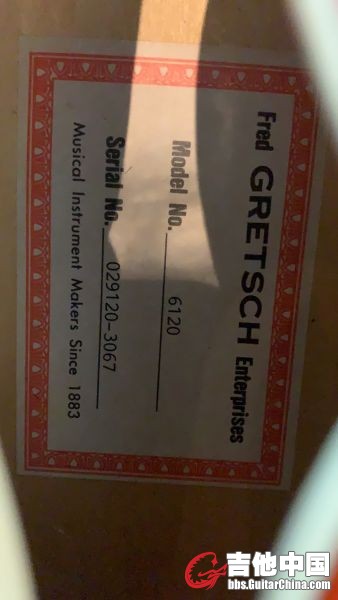 Fred GRETSCH Enterprises
Model No. 6120
Serial No. 029120-3067
Musical Instrument Makers Since 1883
吉他中国
bbs.GuitarChina.com